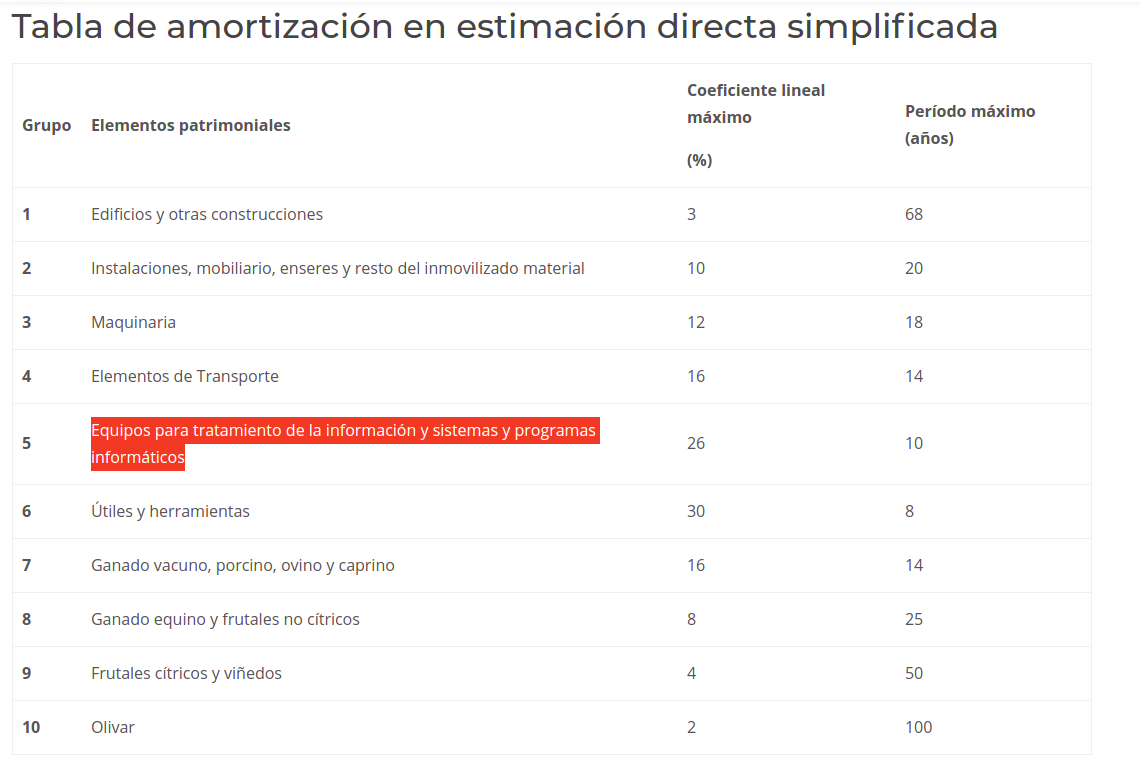 Tabla de amortización en estimación directa simplificada
Grupo Elementos patrimoniales Coeficiente lineal máximo (%) Período máximo (años)
1 Edificios y otras construcciones 3 68
2 Instalaciones, mobiliario, enseres y resto del inmovilizado material 10 20
3 Maquinaria 12 18
4 Elementos de Transporte 16 14
5 Equipos para tratamiento de la información y sistemas y programas informáticos 26 10
6 Útiles y herramientas 30 8
7 Ganado vacuno, porcino, ovino y caprino 16 14
8 Ganado equino y frutales no cítricos 8 25
9 Frutales cítricos y viñedos 4 50
10 Olivar 2 100